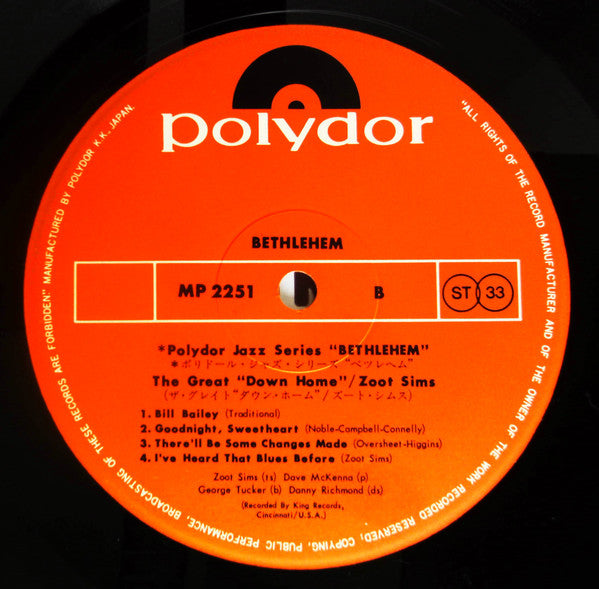 polydor
BETHLEHEM
MP 2251 B ST 33
*Polydor Jazz Series "BETHLEHEM"
*ポリドール・ジャズ・シリーズ "ベツレヘム"
The Great "Down Home"/Zoot Sims
(ザ・グレイト"ダウン・ホーム"/ズート・シムス)
1. Bill Bailey (Traditional)
2. Goodnight, Sweetheart (Noble-Campbell-Connelly)
3. There'll Be Some Changes Made (Oversheet-Higgins)
4. I've Heard That Blues Before (Zoot Sims)
Zoot Sims (ts) Dave McKenna (p)
George Tucker (b) Danny Richmond (ds)
(Recorded By King Records,
Cincinnati/U.S.A.)
"ALL RIGHTS OF THE RECORD MANUFACTURER AND OF THE OWNER OF THE WORK RECORDED RESERVED, COPYING, PUBLIC PERFORMANCE, BROADCASTING OF THESE RECORDS ARE FORBIDDEN" MANUFACTURED BY POLYDOR K.K., JAPAN.